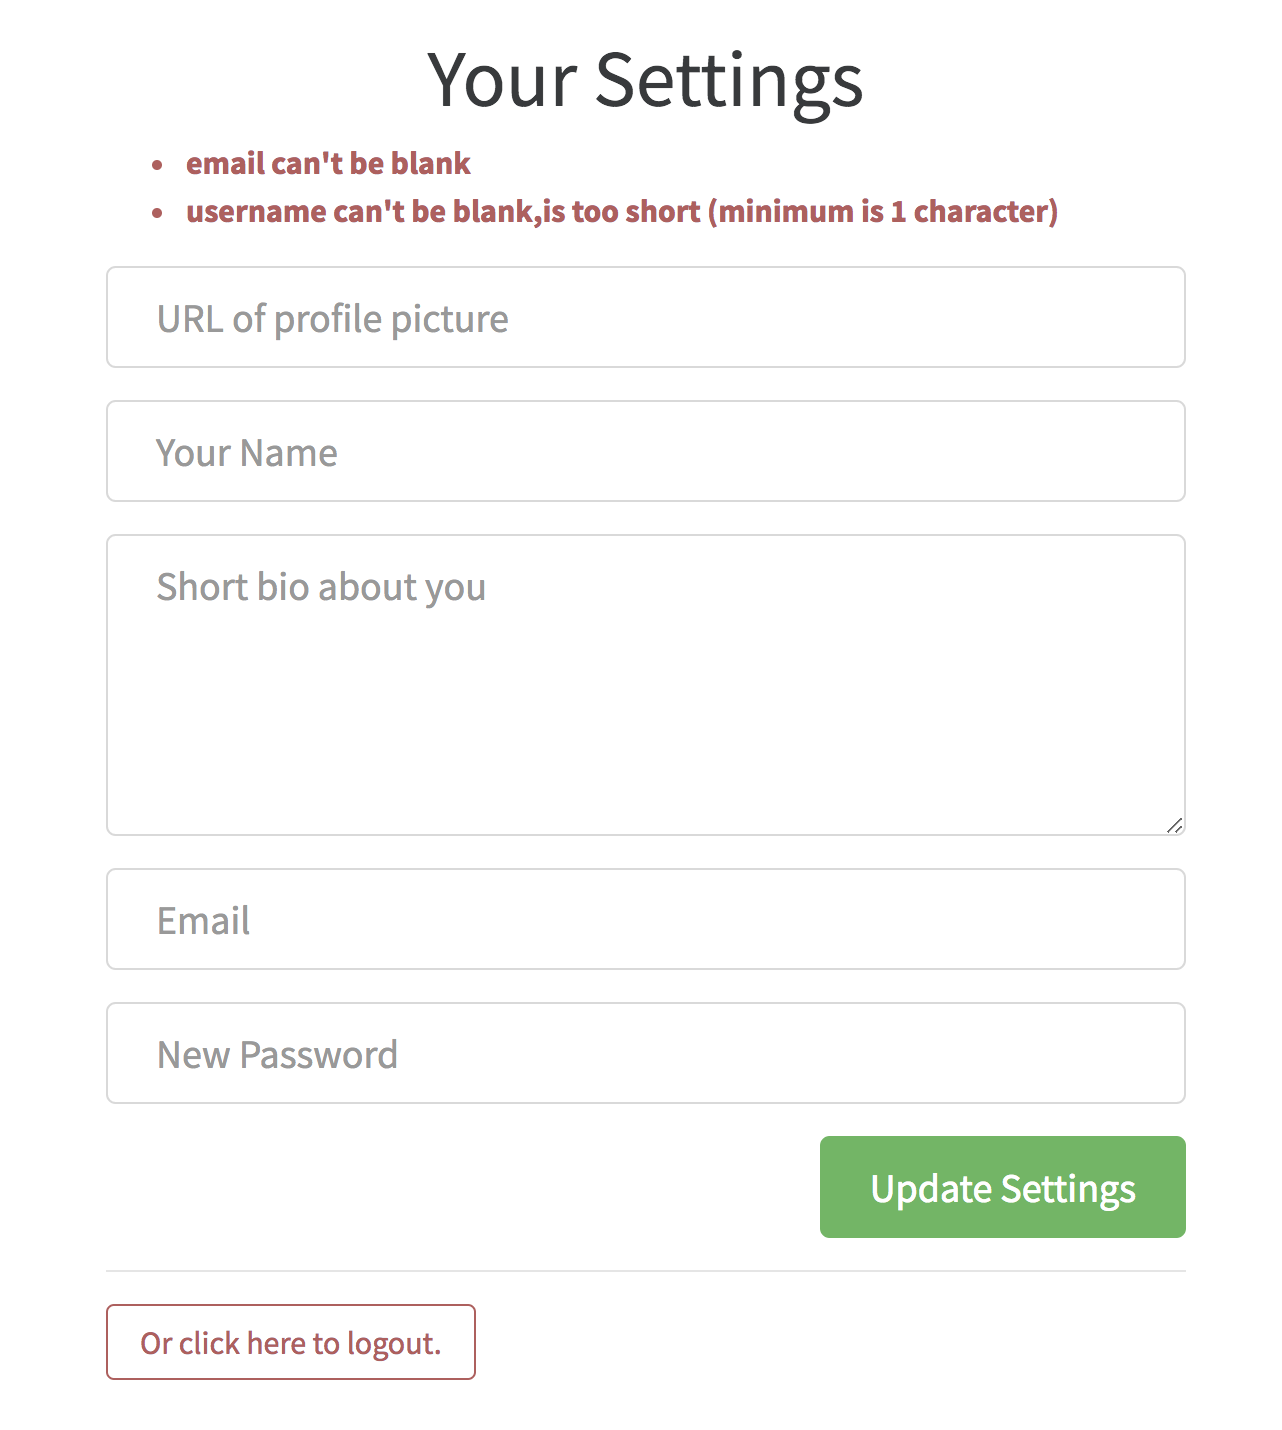 Your Settings
email can't be blank
username can't be blank,is too short (minimum is 1 character)
URL of profile picture
Your Name
Short bio about you
Email
New Password
Update Settings
Or click here to logout.